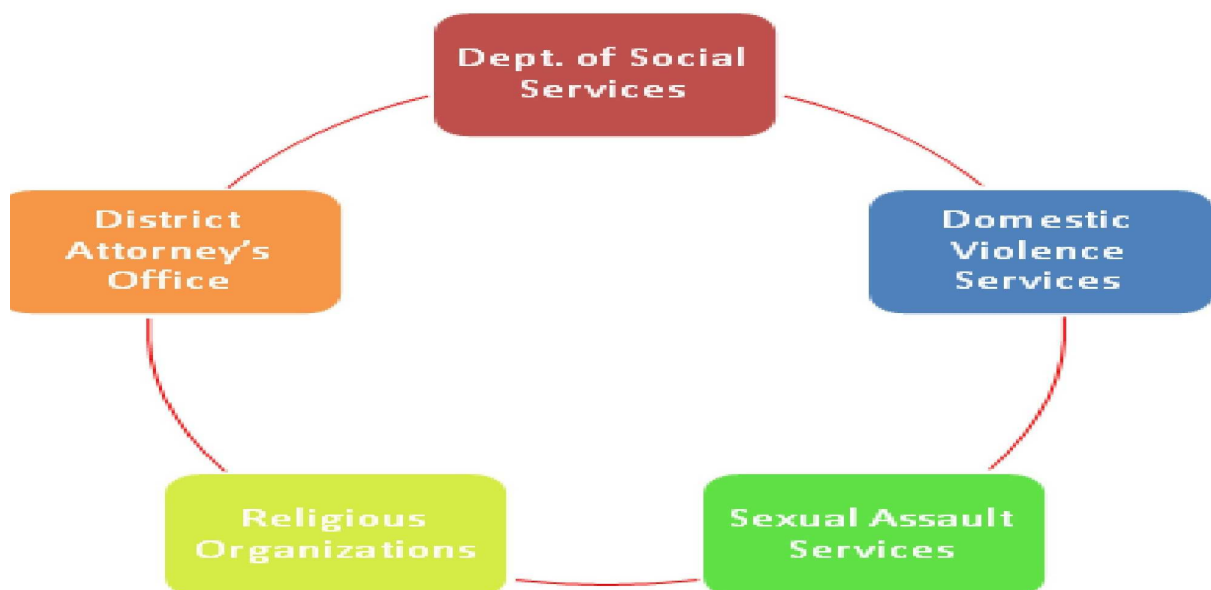 Dept. of Social
Services
District
Attorney’s
Office
Domestic
Violence
Services
Religious
Organizations
Sexual Assault
Services